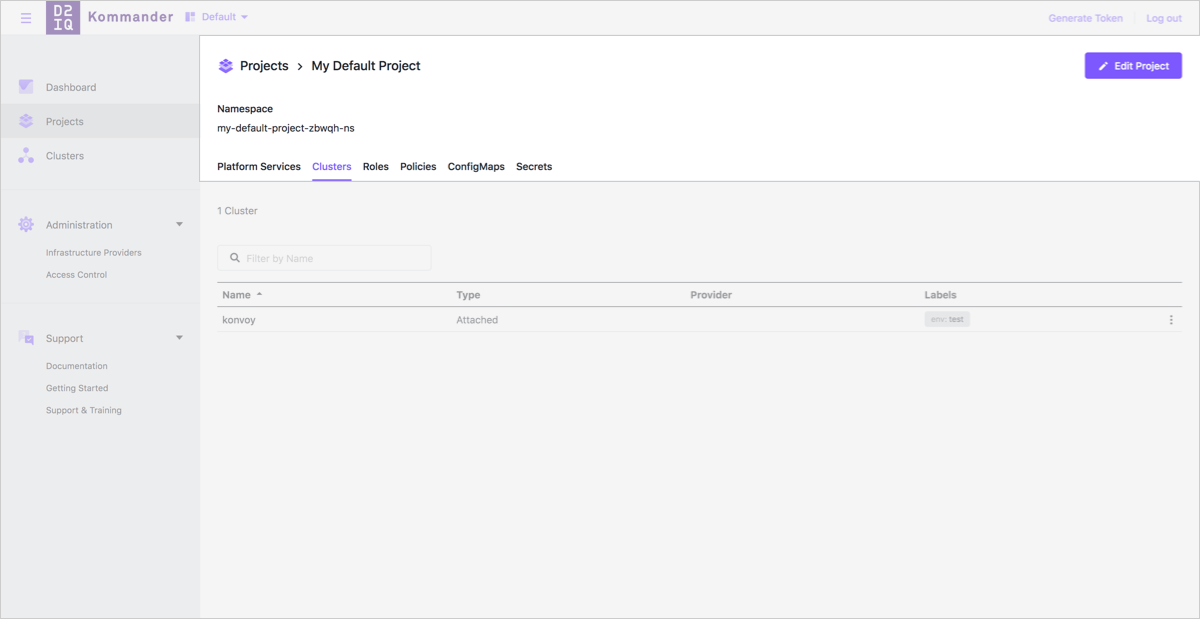 D2
IQ
Kommander
Default
Generate Token
Log out
Dashboard
Projects
Clusters
Administration
Infrastructure Providers
Access Control
Support
Documentation
Getting Started
Support & Training
Projects > My Default Project
Edit Project
Namespace
my-default-project-zbwqh-ns
Platform Services Clusters Roles Policies ConfigMaps Secrets
1 Cluster
Filter by Name
Name Type Provider Labels
konvoy Attached env: test